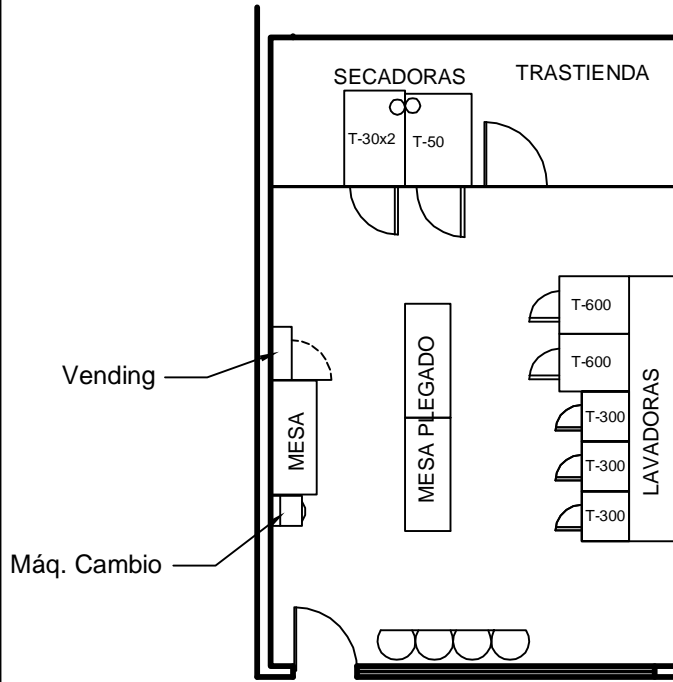 SECADORAS
TRASTIENDA
T-30x2
T-50
T-600
Vending
T-600
MESA PLEGADO
LAVADORAS
MESA
T-300
T-300
T-300
Máq. Cambio